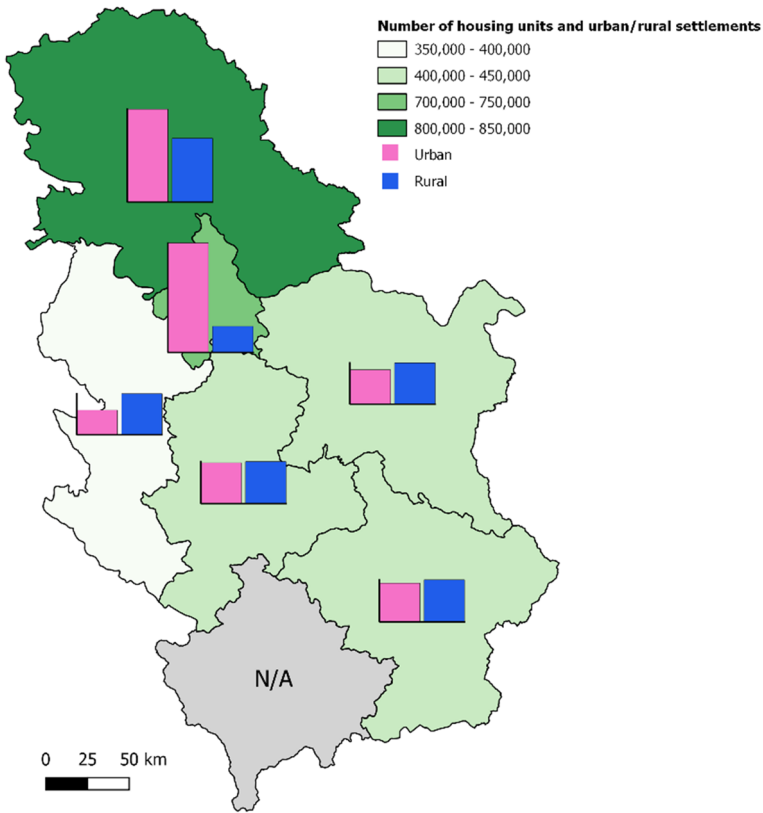 Number of housing units and urban/rural settlements
350,000 - 400,000
400,000 - 450,000
700,000 - 750,000
800,000 - 850,000
Urban
Rural
N/A
0 25 50 km